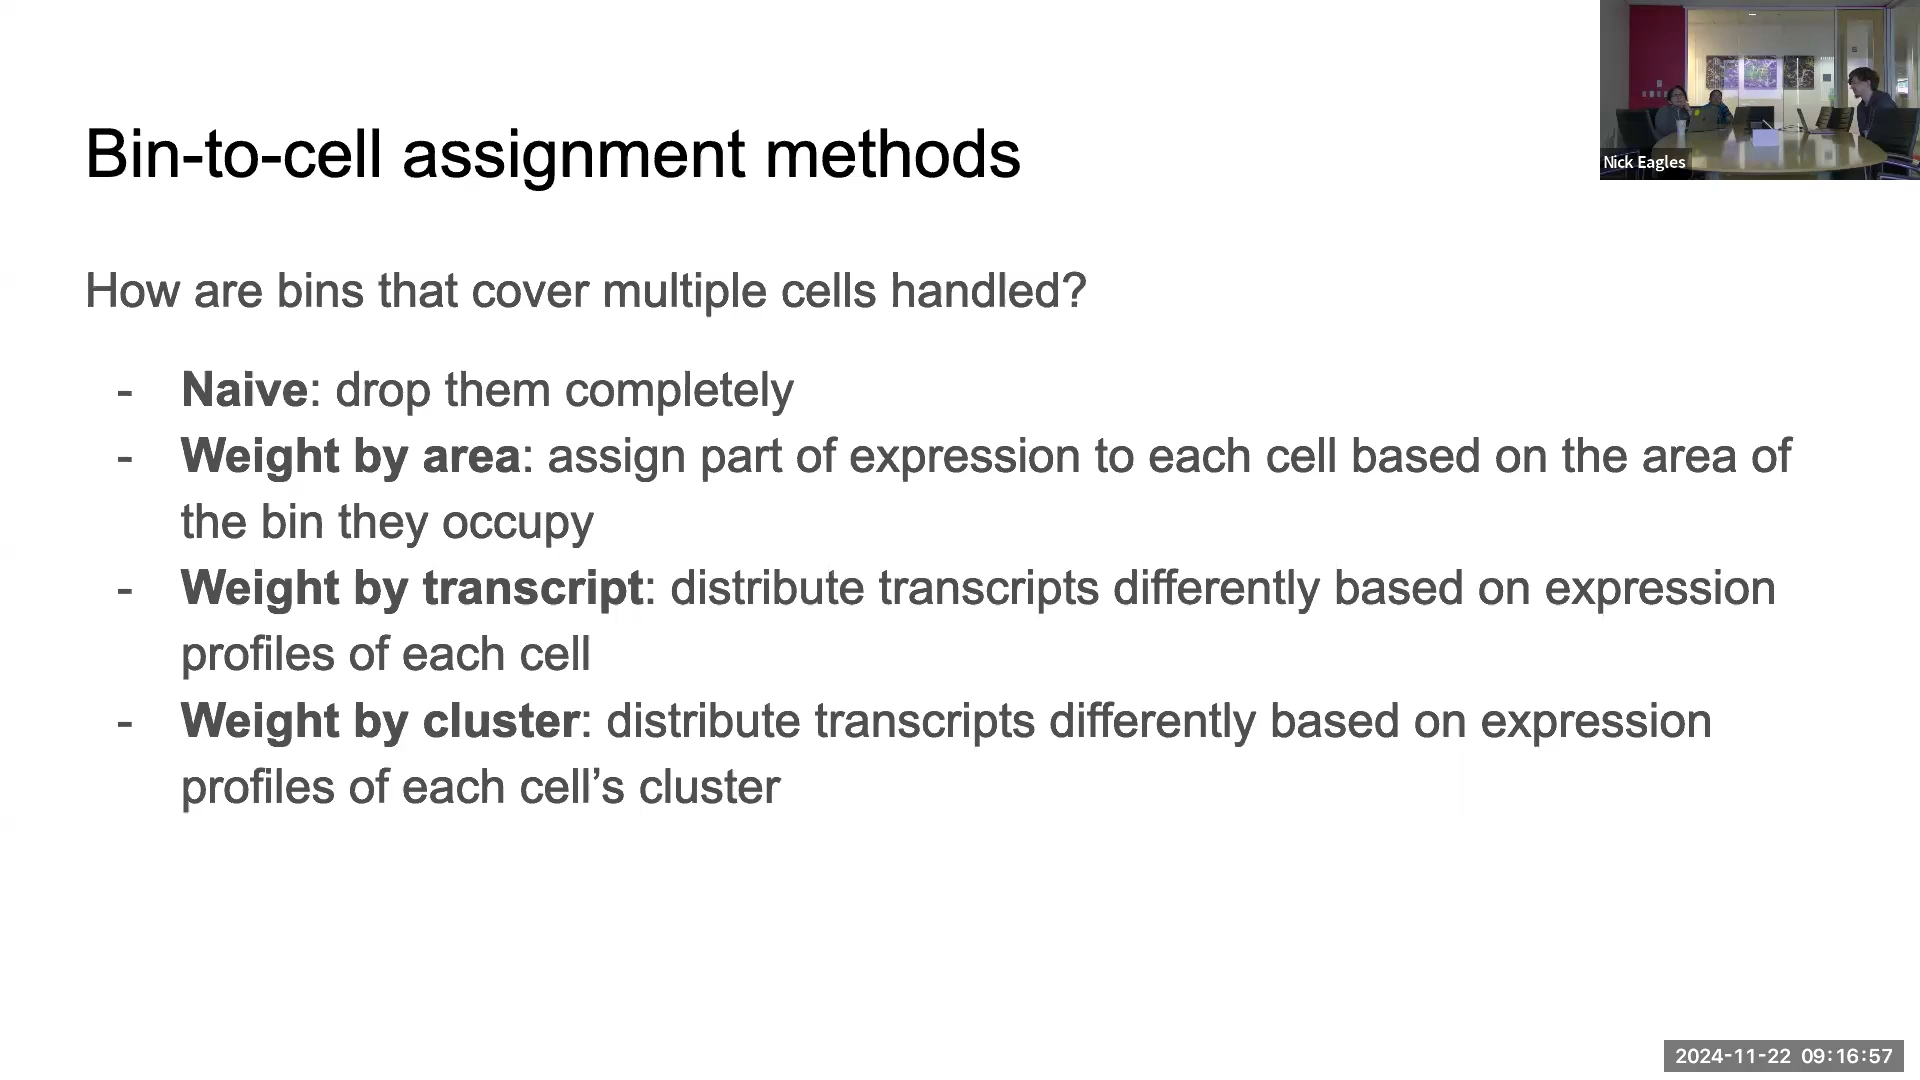 Bin-to-cell assignment methods
Nick Eagles
How are bins that cover multiple cells handled?
- Naive: drop them completely
- Weight by area: assign part of expression to each cell based on the area of
the bin they occupy
- Weight by transcript: distribute transcripts differently based on expression
profiles of each cell
- Weight by cluster: distribute transcripts differently based on expression
profiles of each cell’s cluster
2024-11-22 09:16:57